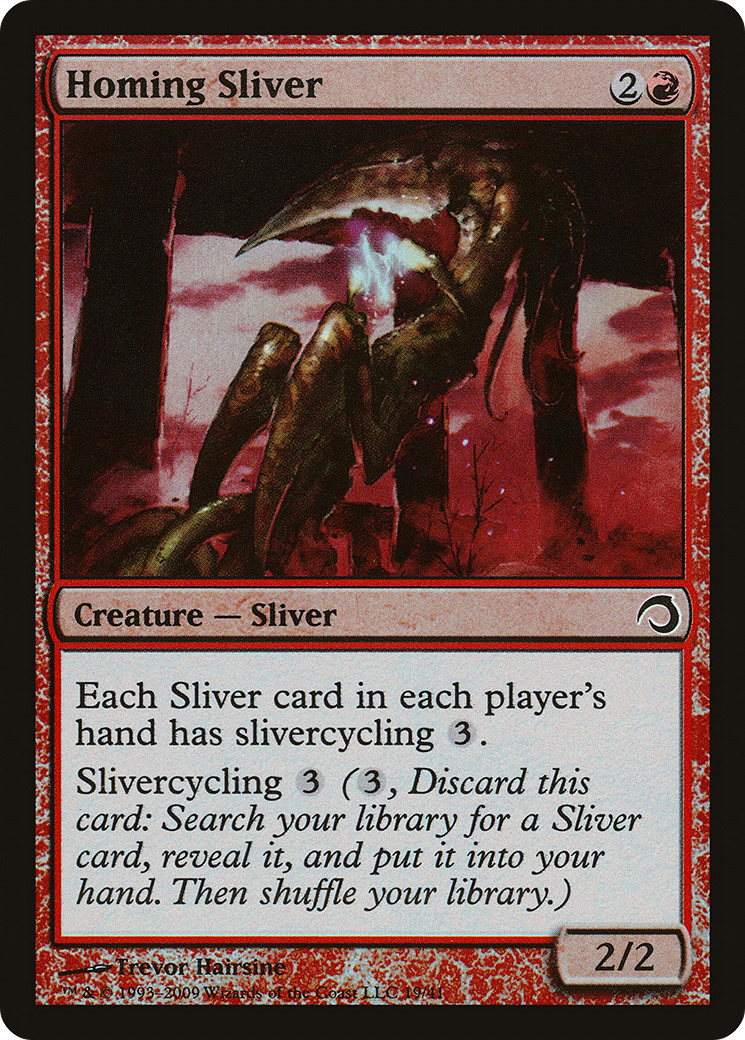 Homing Sliver 2
Creature — Sliver
Each Sliver card in each player's
hand has slivercycling 3.
Slivercycling 3 (3, Discard this
card: Search your library for a Sliver
card, reveal it, and put it into your
hand. Then shuffle your library.)
2/2
Trevor Hairsine
™ & © 1993–2009 Wizards of the Coast LLC 19/41